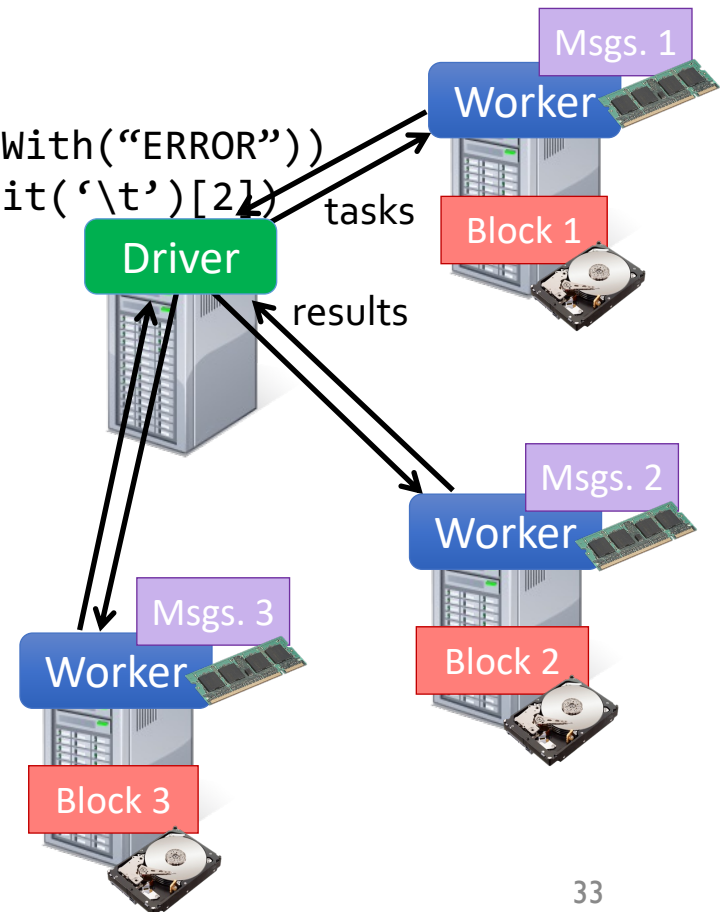 Msgs. 1
Worker
With(“ERROR”))
it(‘\t’)[2])
tasks
Block 1
Driver
results
Msgs. 2
Worker
Msgs. 3
Block 2
Worker
Block 3
33